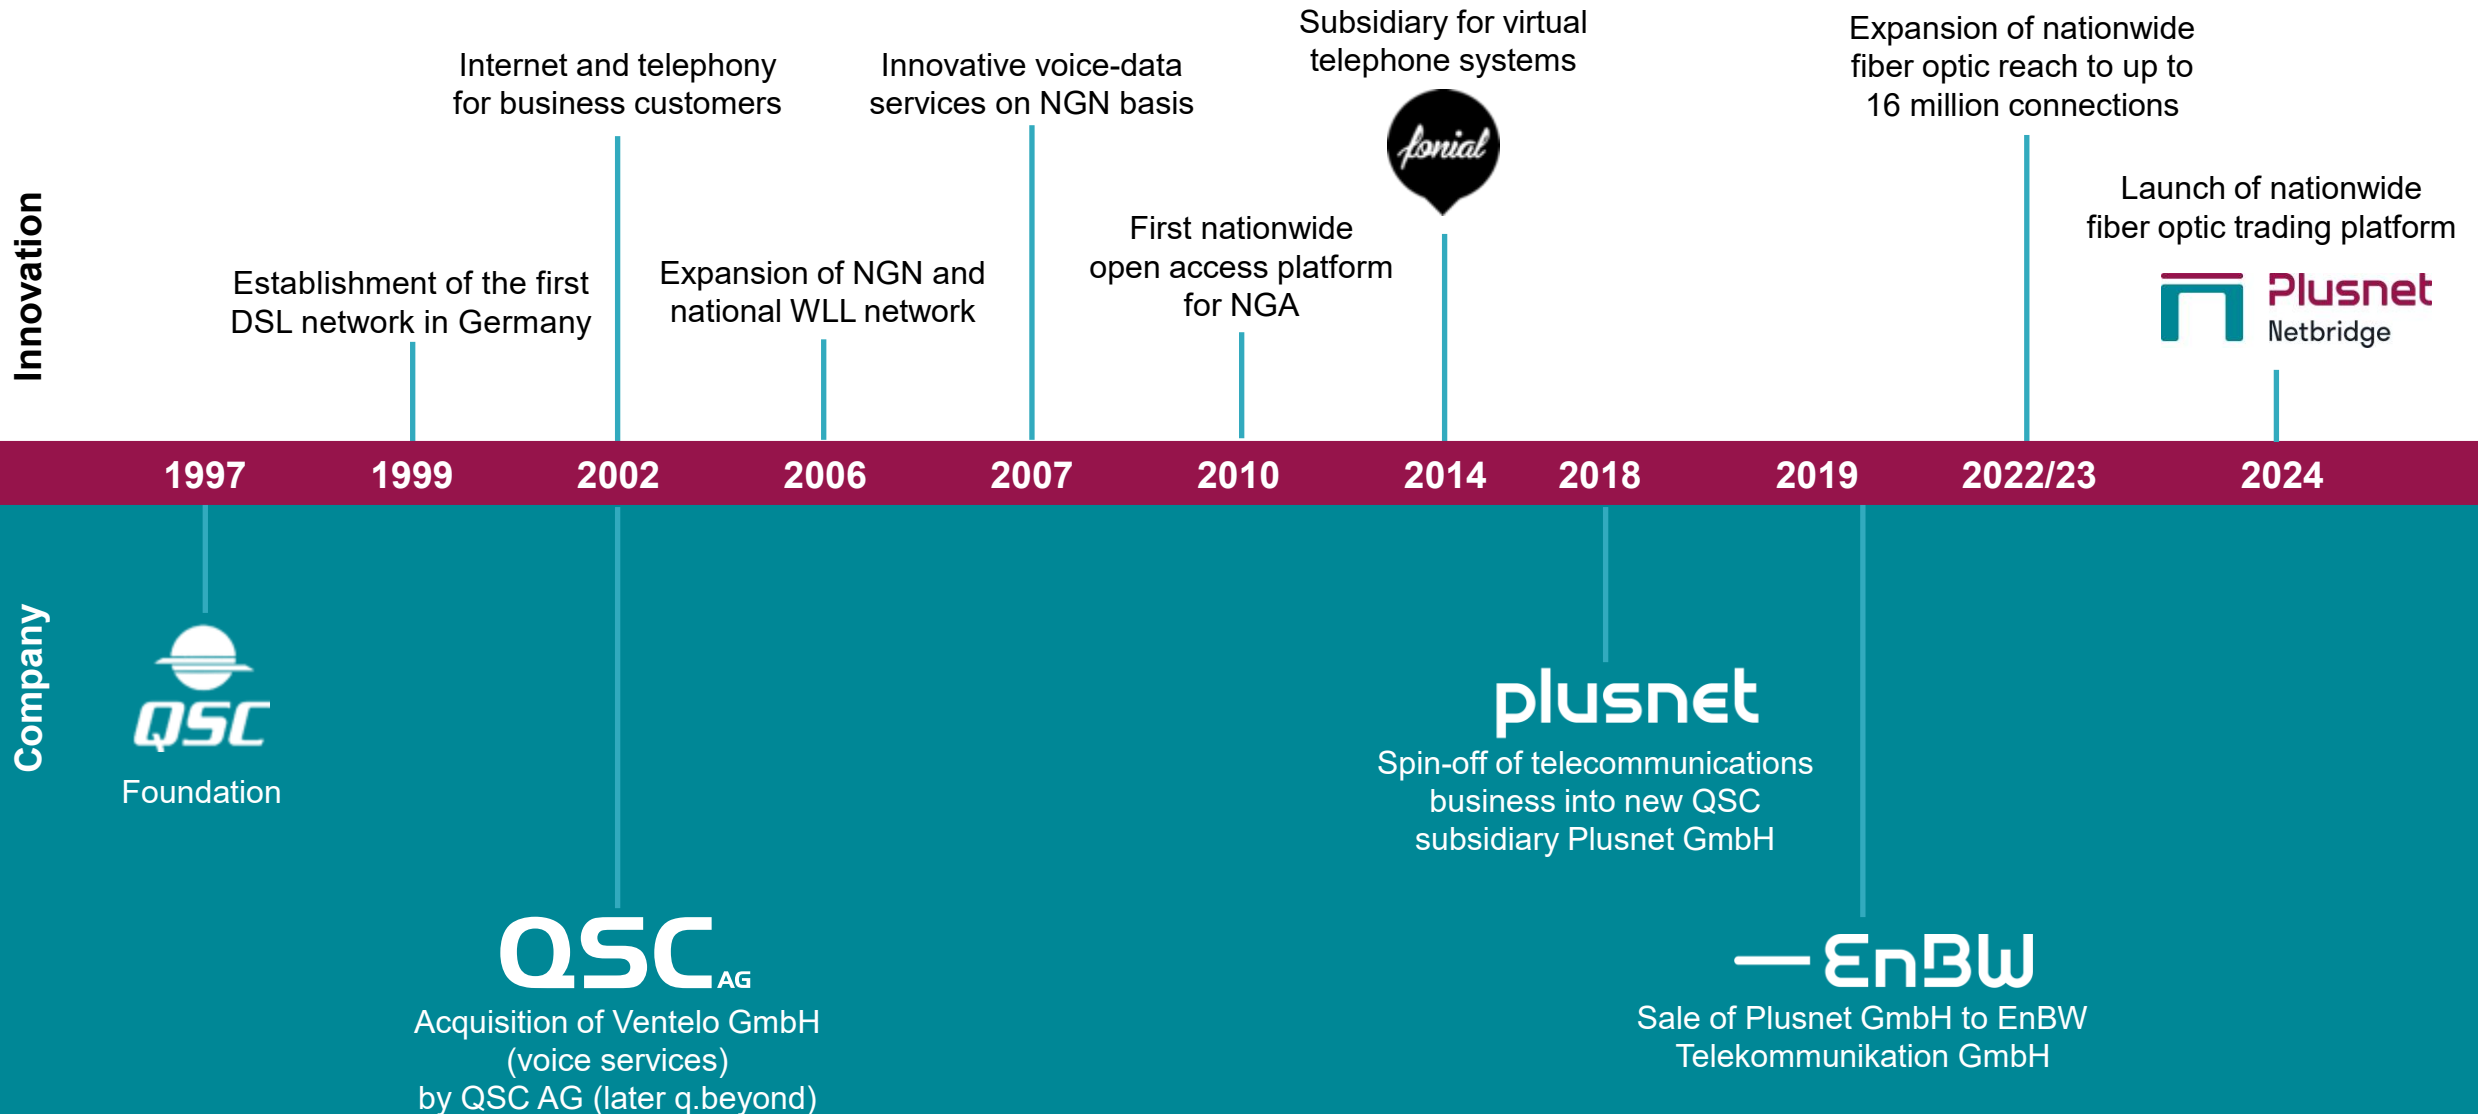 Innovation
Establishment of the first
DSL network in Germany
Internet and telephony
for business customers
Expansion of NGN and
national WLL network
Innovative voice-data
services on NGN basis
First nationwide
open access platform
for NGA
Subsidiary for virtual
telephone systems
fonial
Expansion of nationwide
fiber optic reach to up to
16 million connections
Launch of nationwide
fiber optic trading platform
Plusnet
Netbridge
1997 1999 2002 2006 2007 2010 2014 2018 2019 2022/23 2024
Company
QSC
Foundation
QSC AG
Acquisition of Ventelo GmbH
(voice services)
by QSC AG (later q.beyond)
plusnet
Spin-off of telecommunications
business into new QSC
subsidiary Plusnet GmbH
EnBW
Sale of Plusnet GmbH to EnBW
Telekommunikation GmbH